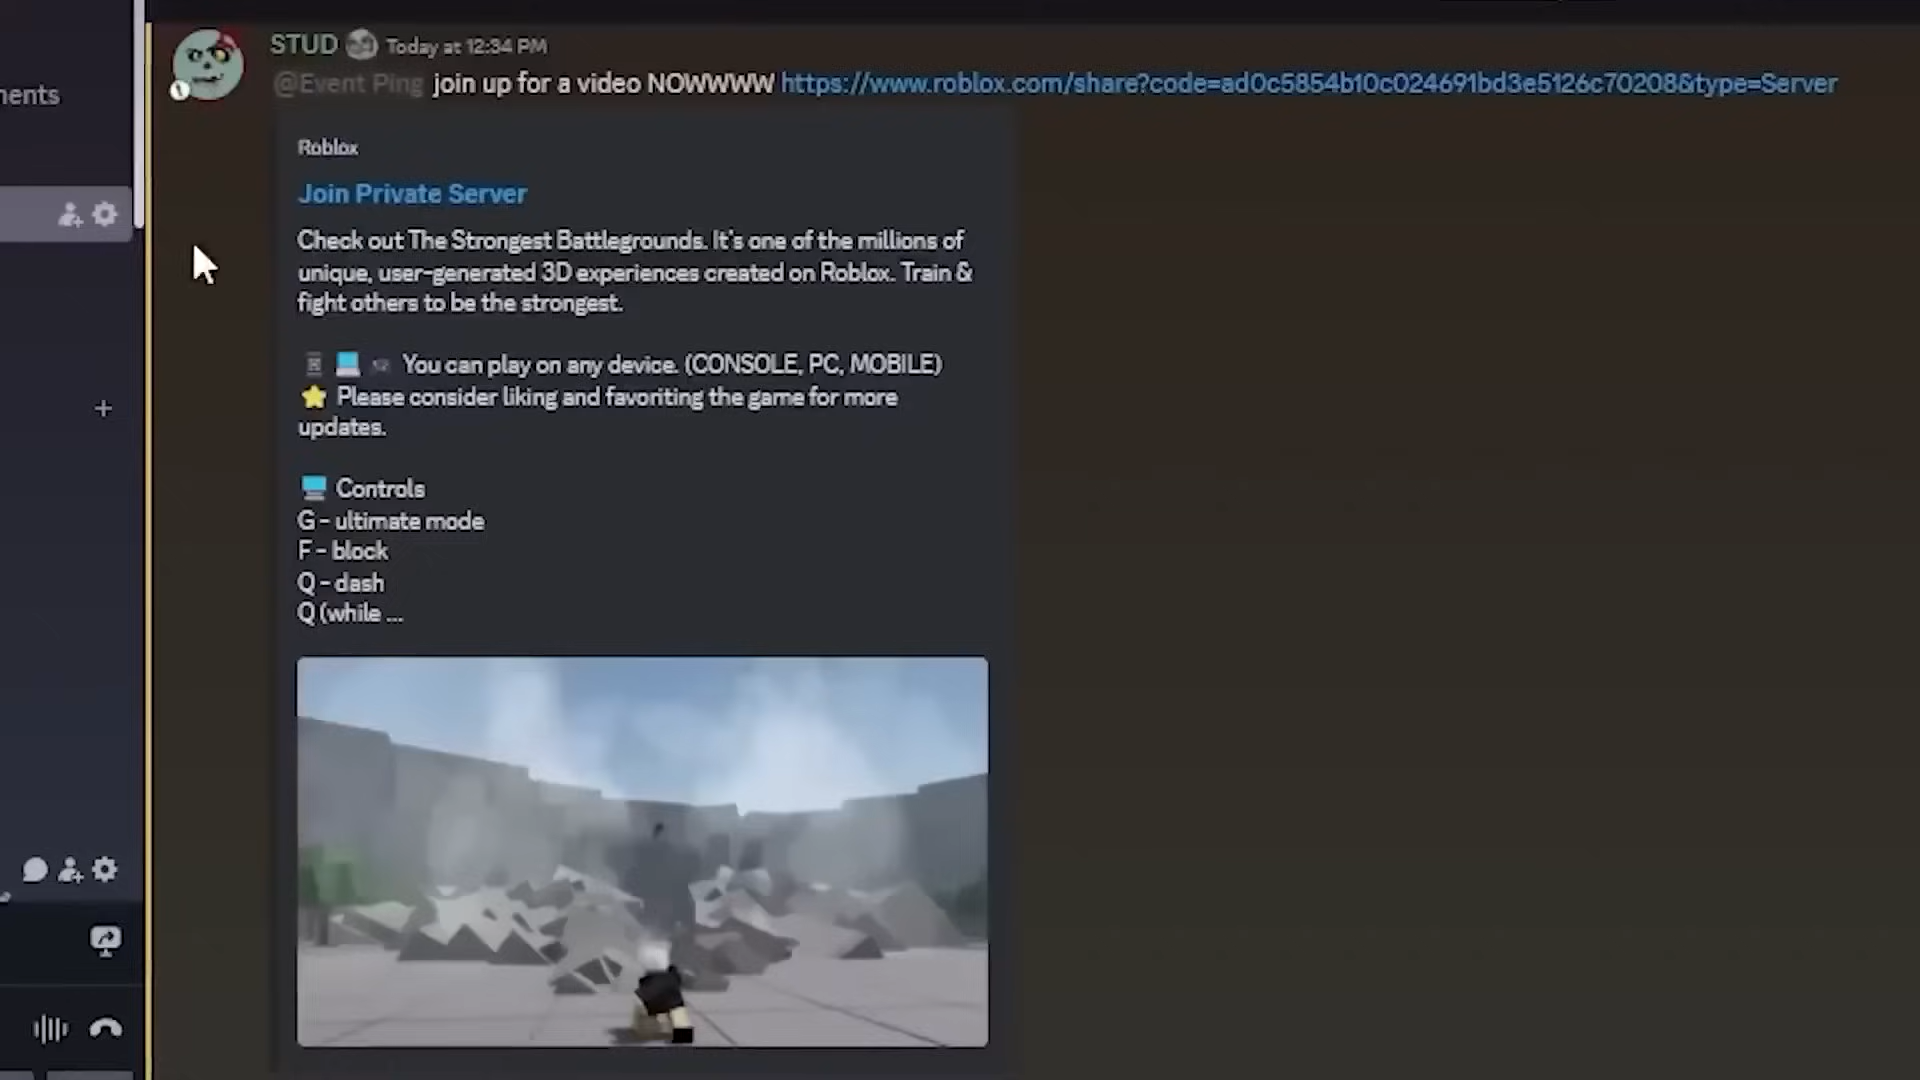 STUD Today at 12:34 PM
@Event Ping join up for a video NOWWWW https://www.roblox.com/share?code=ad0c5854b10c024691bd3e5126c70208&type=Server
nents
Roblox
Join Private Server
Check out The Strongest Battlegrounds. It's one of the millions of
unique, user-generated 3D experiences created on Roblox. Train &
fight others to be the strongest.
You can play on any device. (CONSOLE, PC, MOBILE)
Please consider liking and favoriting the game for more
updates.
Controls
G - ultimate mode
F - block
Q - dash
Q (while ...